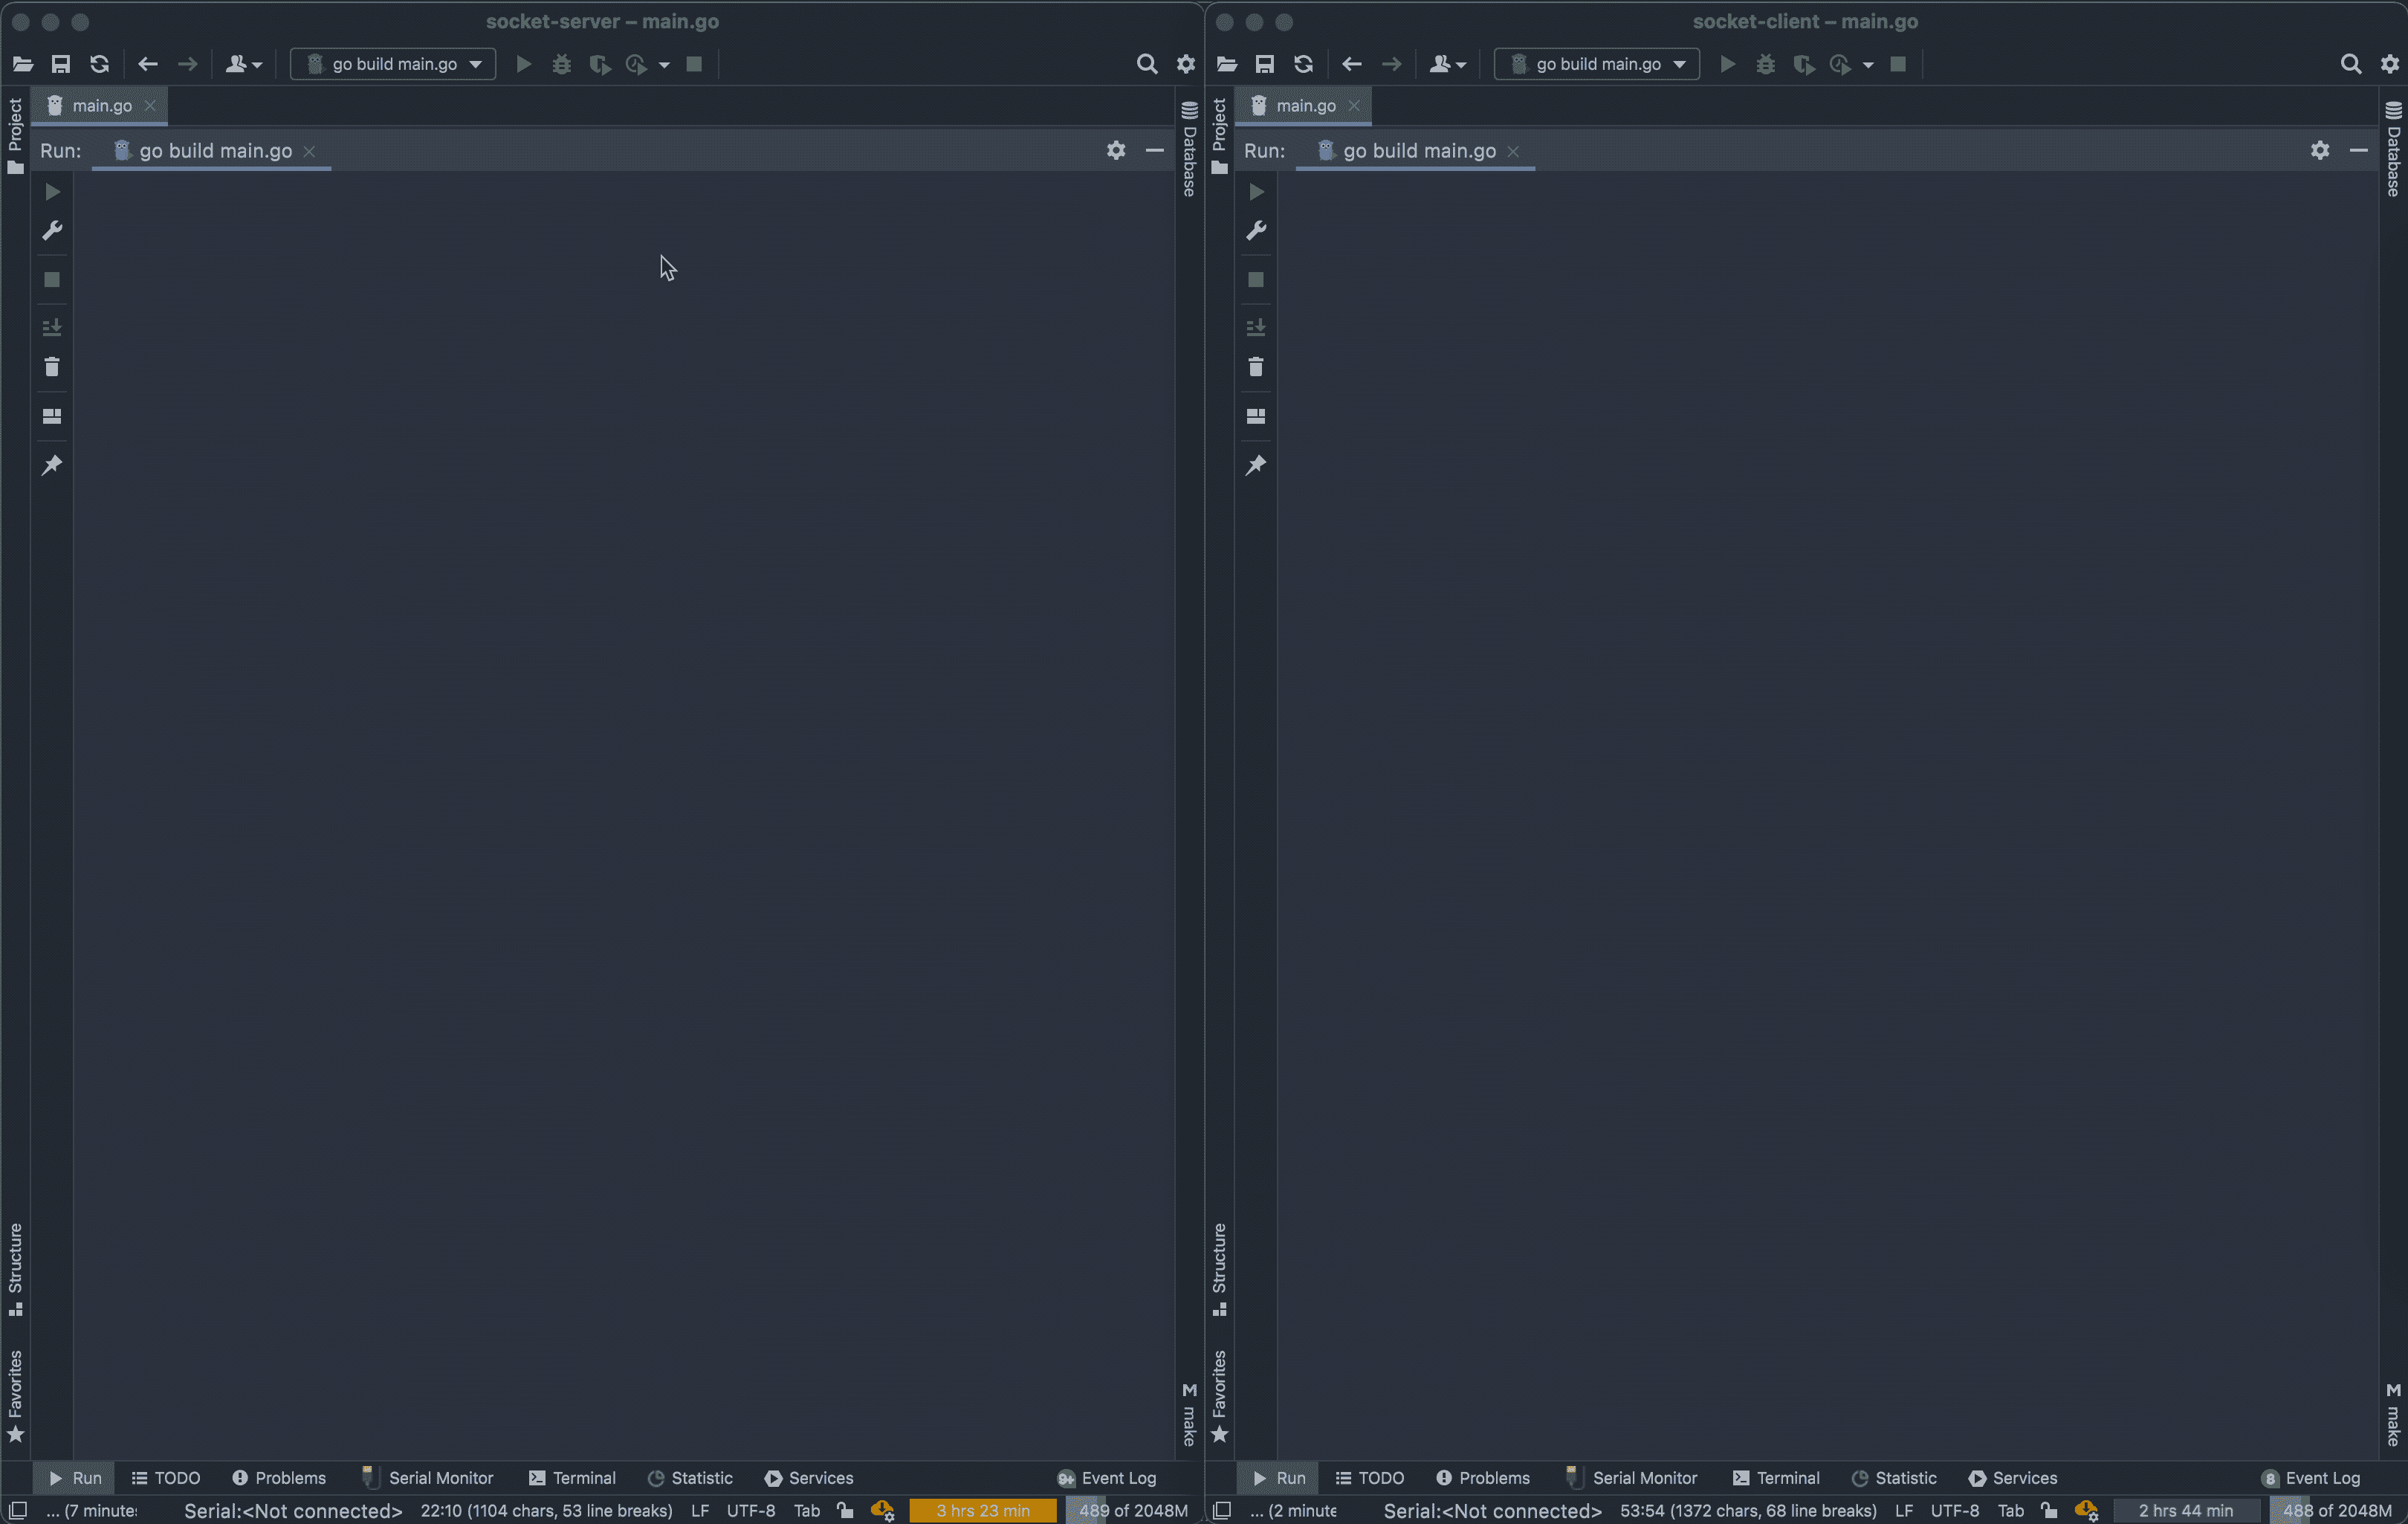 socket-server – main.go
go build main.go
main.go
Run:
go build main.go
Project
Structure
Favorites
Database
make
Run
TODO
Problems
Serial Monitor
Terminal
Statistic
Services
9+ Event Log
... (7 minute
Serial:<Not connected>
22:10 (1104 chars, 53 line breaks)
LF
UTF-8
Tab
3 hrs 23 min
489 of 2048M
socket-client – main.go
go build main.go
main.go
Run:
go build main.go
Project
Structure
Favorites
Database
make
Run
TODO
Problems
Serial Monitor
Terminal
Statistic
Services
8 Event Log
... (2 minute
Serial:<Not connected>
53:54 (1372 chars, 68 line breaks)
LF
UTF-8
Tab
2 hrs 44 min
488 of 2048M